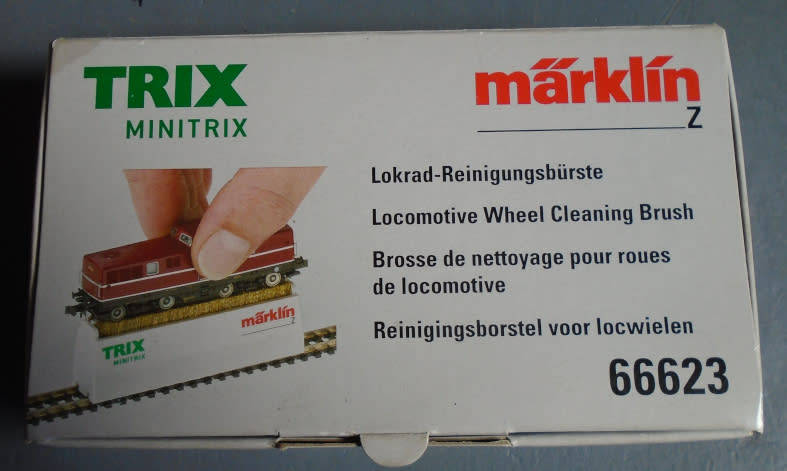 TRIX
MINITRIX
märklin
Z
Lokrad-Reinigungsbürste
Locomotive Wheel Cleaning Brush
Brosse de nettoyage pour roues
de locomotive
Reinigingsborstel voor locwielen
66623
märklin
Z
TRIX
MINITRIX